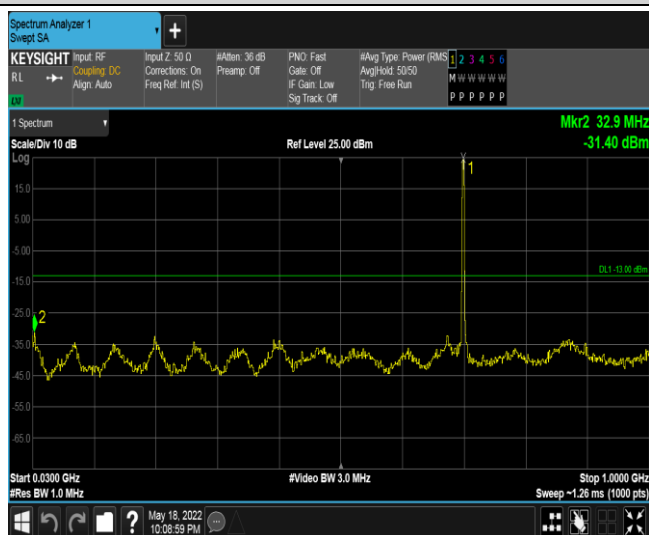 Spectrum Analyzer 1
Swept SA
+
KEYSIGHT
RL
Input: RF
Coupling: DC
Align: Auto
Input Z: 50 Ω
Corrections: On
Freq Ref: Int (S)
#Atten: 36 dB
Preamp: Off
PNO: Fast
Gate: Off
IF Gain: Low
Sig Track: Off
#Avg Type: Power (RMS
Avg|Hold: 50/50
Trig: Free Run
1 2 3 4 5 6
M W W W W W
P P P P P P
1 Spectrum
Mkr2 32.9 MHz
Scale/Div 10 dB
Ref Level 25.00 dBm
-31.40 dBm
Log
1
15.0
5.00
-5.00
DL1 -13.00 dBm
-15.0
-25.0
2
-35.0
-45.0
-55.0
-65.0
Start 0.0300 GHz
#Video BW 3.0 MHz
Stop 1.0000 GHz
#Res BW 1.0 MHz
Sweep ~1.26 ms (1000 pts)
?
May 18, 2022
10:08:59 PM